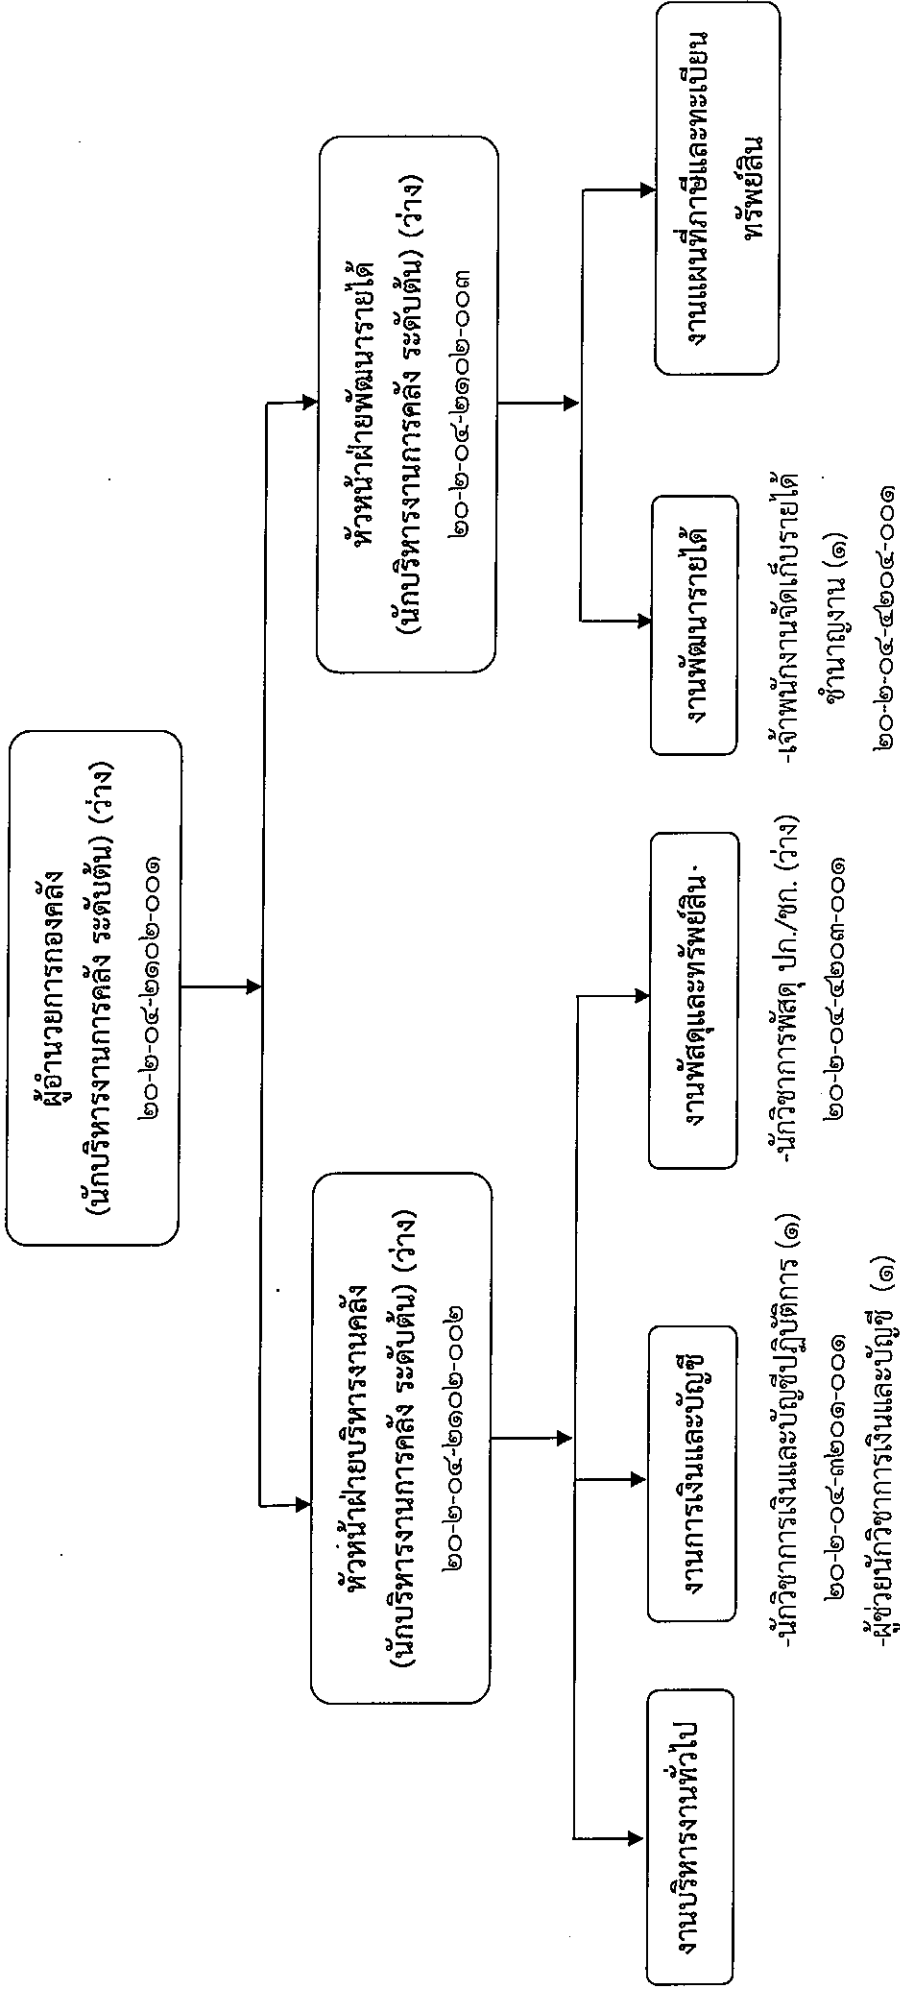 ผู้อำนวยการกองคลัง
(นักบริหารงานการคลัง ระดับต้น) (ว่าง)
๒๐-๒-๐๔-๒๑๐๒-๐๐๑
หัวหน้าฝ่ายบริหารงานคลัง
(นักบริหารงานการคลัง ระดับต้น) (ว่าง)
๒๐-๒-๐๔-๒๑๐๒-๐๐๒
หัวหน้าฝ่ายพัฒนารายได้
(นักบริหารงานการคลัง ระดับต้น) (ว่าง)
๒๐-๒-๐๔-๒๑๐๒-๐๐๓
งานบริหารงานทั่วไป
งานการเงินและบัญชี
-นักวิชาการเงินและบัญชีปฏิบัติการ (๑)
๒๐-๒-๐๔-๓๒๐๑-๐๐๑
-ผู้ช่วยนักวิชาการเงินและบัญชี (๑)
งานพัสดุและทรัพย์สิน
-นักวิชาการพัสดุ ปก./ชก. (ว่าง)
๒๐-๒-๐๔-๔๒๐๓-๐๐๑
งานพัฒนารายได้
-เจ้าพนักงานจัดเก็บรายได้
ชำนาญงาน (๑)
๒๐-๒-๐๔-๔๒๐๔-๐๐๑
งานแผนที่ภาษีและทะเบียน
ทรัพย์สิน